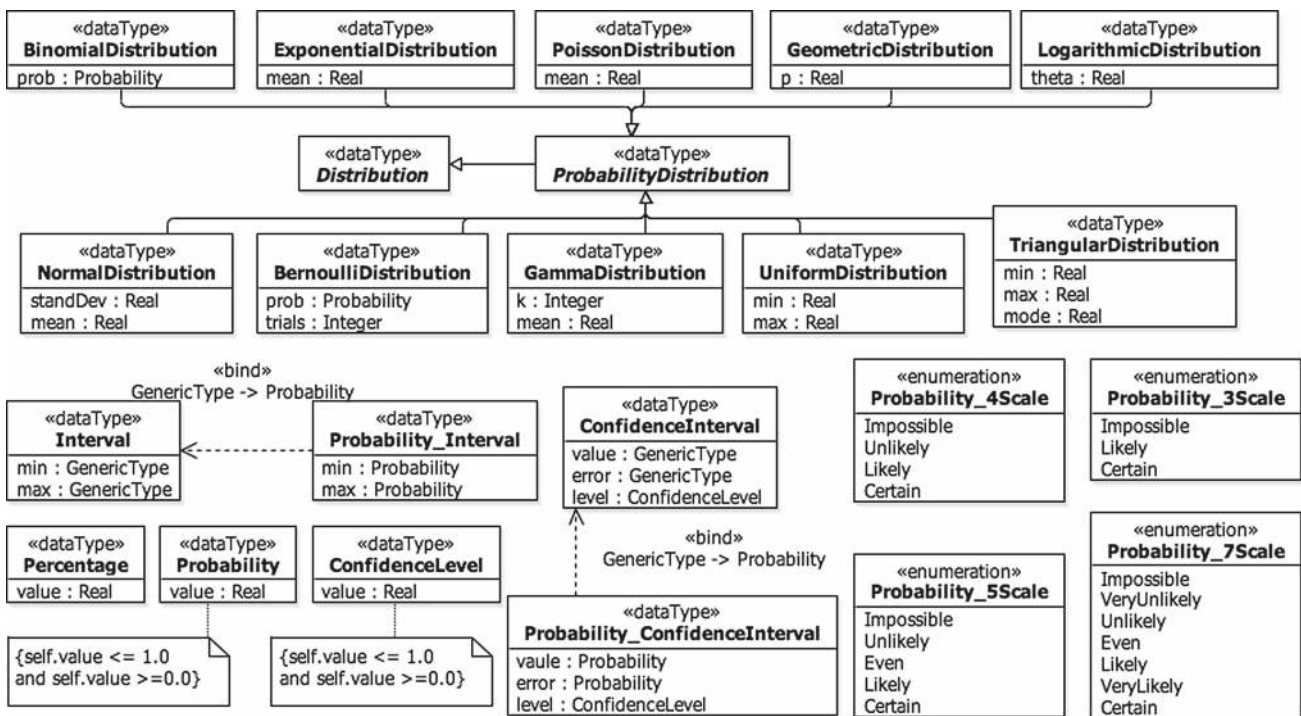 «dataType»
BinomialDistribution
prob : Probability
«dataType»
ExponentialDistribution
mean : Real
«dataType»
PoissonDistribution
mean : Real
«dataType»
GeometricDistribution
p : Real
«dataType»
LogarithmicDistribution
theta : Real
«dataType»
Distribution
«dataType»
ProbabilityDistribution
«dataType»
NormalDistribution
standDev : Real
mean : Real
«dataType»
BernoulliDistribution
prob : Probability
trials : Integer
«dataType»
GammaDistribution
k : Integer
mean : Real
«dataType»
UniformDistribution
min : Real
max : Real
«dataType»
TriangularDistribution
min : Real
max : Real
mode : Real
«bind»
GenericType -> Probability
«dataType»
Interval
min : GenericType
max : GenericType
«dataType»
Probability_Interval
min : Probability
max : Probability
«dataType»
ConfidenceInterval
value : GenericType
error : GenericType
level : ConfidenceLevel
«enumeration»
Probability_4Scale
Impossible
Unlikely
Likely
Certain
«enumeration»
Probability_3Scale
Impossible
Likely
Certain
«dataType»
Percentage
value : Real
«dataType»
Probability
value : Real
«dataType»
ConfidenceLevel
value : Real
«bind»
GenericType -> Probability
{self.value <= 1.0
and self.value >=0.0}
{self.value <= 1.0
and self.value >=0.0}
«dataType»
Probability_ConfidenceInterval
vaule : Probability
error : Probability
level : ConfidenceLevel
«enumeration»
Probability_5Scale
Impossible
Unlikely
Even
Likely
Certain
«enumeration»
Probability_7Scale
Impossible
VeryUnlikely
Unlikely
Even
Likely
VeryLikely
Certain